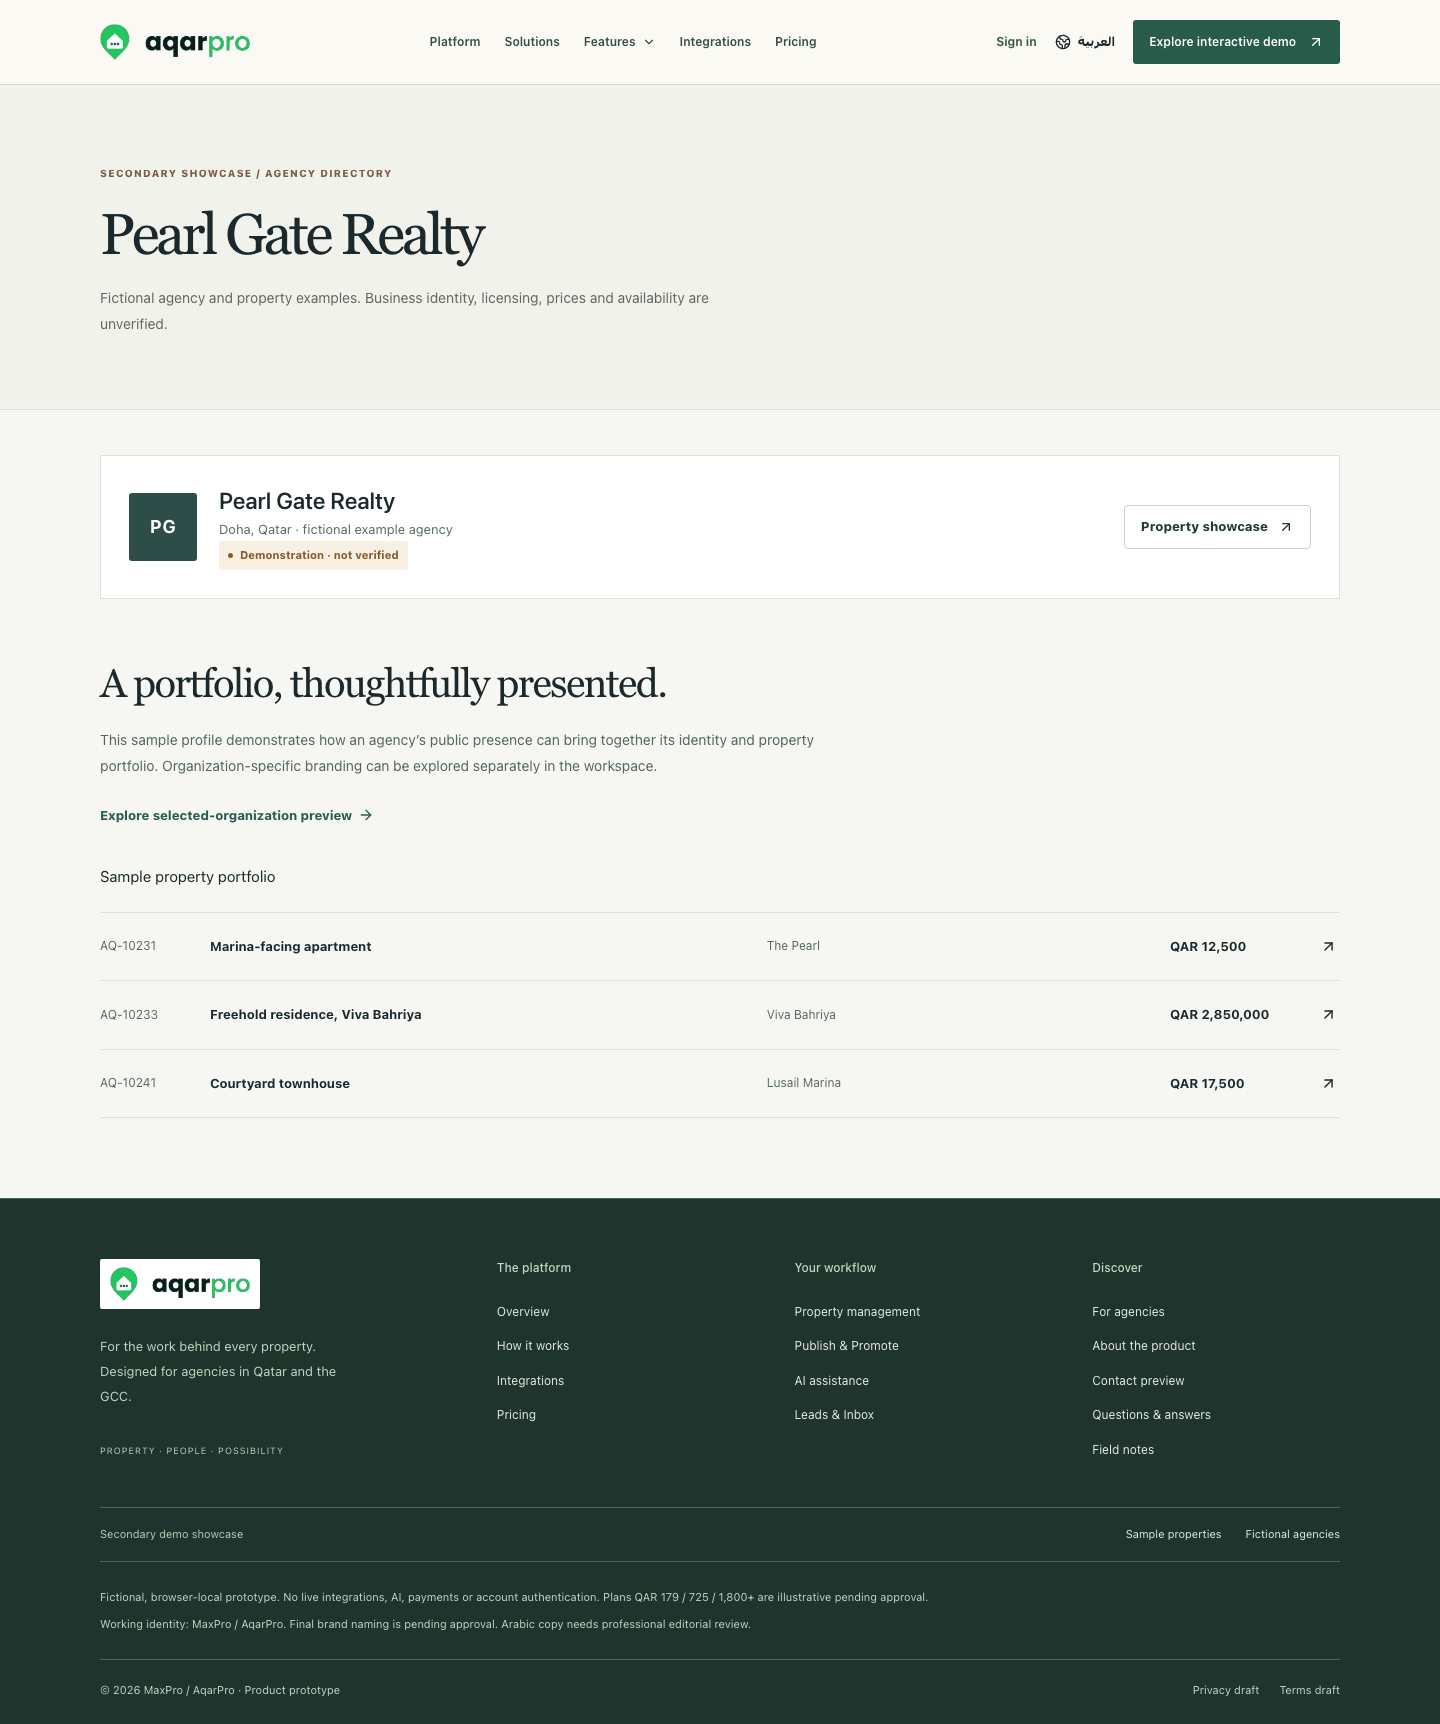 aqarpro
Platform
Solutions
Features
Integrations
Pricing
Sign in
العربية
Explore interactive demo
SECONDARY SHOWCASE / AGENCY DIRECTORY
Pearl Gate Realty
Fictional agency and property examples. Business identity, licensing, prices and availability are
unverified.
PG
Pearl Gate Realty
Doha, Qatar · fictional example agency
Demonstration · not verified
Property showcase
A portfolio, thoughtfully presented.
This sample profile demonstrates how an agency’s public presence can bring together its identity and property
portfolio. Organization-specific branding can be explored separately in the workspace.
Explore selected-organization preview
Sample property portfolio
AQ-10231 Marina-facing apartment The Pearl QAR 12,500
AQ-10233 Freehold residence, Viva Bahriya Viva Bahriya QAR 2,850,000
AQ-10241 Courtyard townhouse Lusail Marina QAR 17,500
aqarpro
For the work behind every property.
Designed for agencies in Qatar and the
GCC.
PROPERTY · PEOPLE · POSSIBILITY
The platform
Overview
How it works
Integrations
Pricing
Your workflow
Property management
Publish & Promote
AI assistance
Leads & Inbox
Discover
For agencies
About the product
Contact preview
Questions & answers
Field notes
Secondary demo showcase
Sample properties
Fictional agencies
Fictional, browser-local prototype. No live integrations, AI, payments or account authentication. Plans QAR 179 / 725 / 1,800+ are illustrative pending approval.
Working identity: MaxPro / AqarPro. Final brand naming is pending approval. Arabic copy needs professional editorial review.
© 2026 MaxPro / AqarPro · Product prototype
Privacy draft
Terms draft